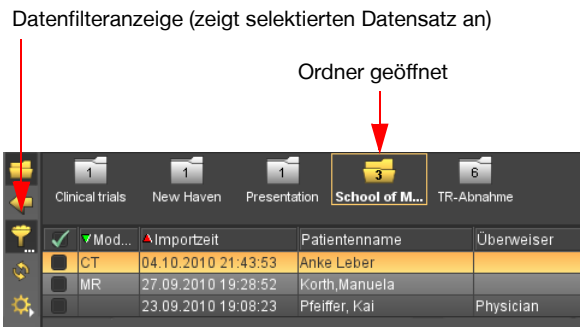 Datenfilteranzeige (zeigt selektierten Datensatz an)
Ordner geöffnet
1 1 1 3 6
Clinical trials New Haven Presentation School of M... TR-Abnahme
Mod... Importzeit Patientenname Überweiser
CT 04.10.2010 21:43:53 Anke Leber
MR 27.09.2010 19:28:52 Korth,Manuela
23.09.2010 19:08:23 Pfeiffer, Kai Physician